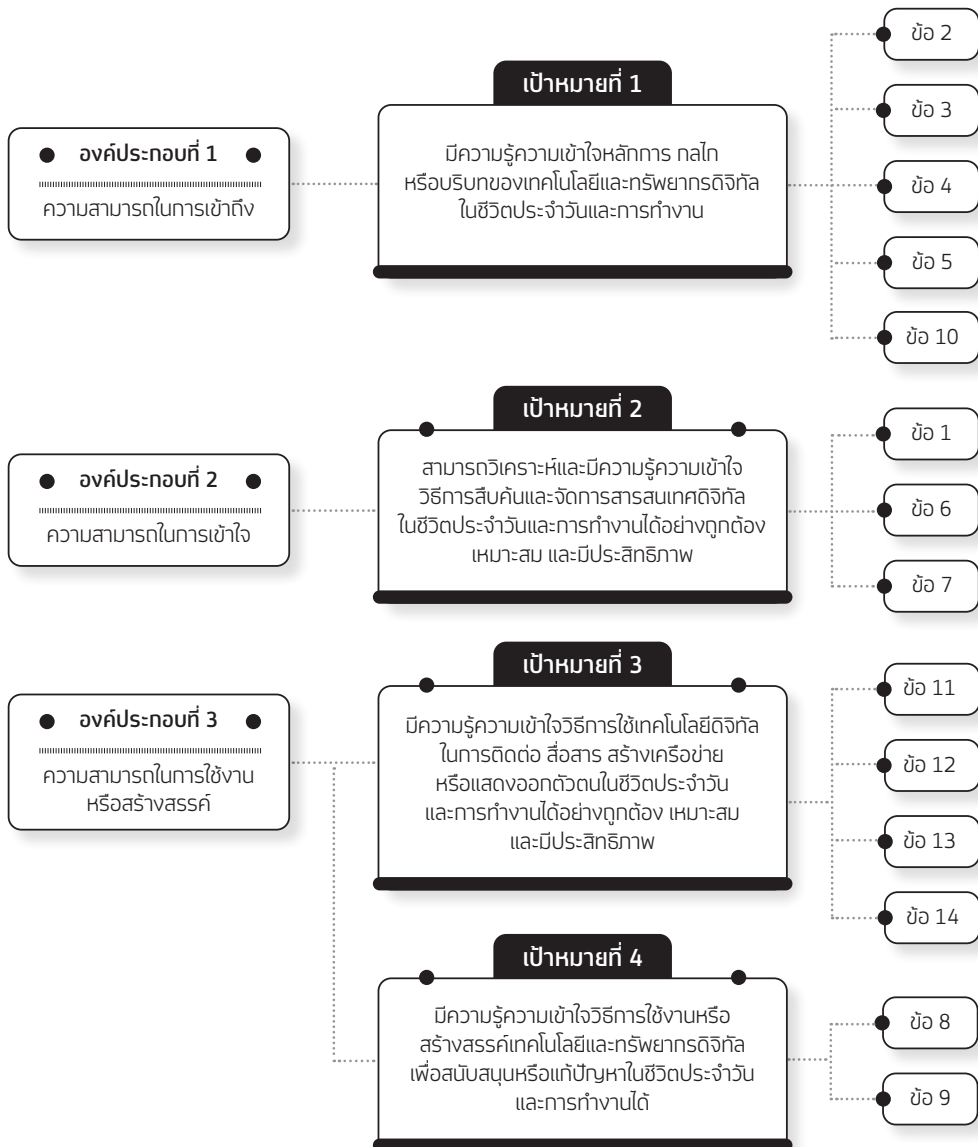 องค์ประกอบที่ 1
ความสามารถในการเข้าถึง
เป้าหมายที่ 1
มีความรู้ความเข้าใจหลักการ กลไก
หรือบริบทของเทคโนโลยีและทรัพยากรดิจิทัล
ในชีวิตประจำวันและการทำงาน
ข้อ 2
ข้อ 3
ข้อ 4
ข้อ 5
ข้อ 10
องค์ประกอบที่ 2
ความสามารถในการเข้าใจ
เป้าหมายที่ 2
สามารถวิเคราะห์และมีความรู้ความเข้าใจ
วิธีการสืบค้นและจัดการสารสนเทศดิจิทัล
ในชีวิตประจำวันและการทำงานได้อย่างถูกต้อง
เหมาะสม และมีประสิทธิภาพ
ข้อ 1
ข้อ 6
ข้อ 7
องค์ประกอบที่ 3
ความสามารถในการใช้งาน
หรือสร้างสรรค์
เป้าหมายที่ 3
มีความรู้ความเข้าใจวิธีการใช้เทคโนโลยีดิจิทัล
ในการติดต่อ สื่อสาร สร้างเครือข่าย
หรือแสดงออกตัวตนในชีวิตประจำวัน
และการทำงานได้อย่างถูกต้อง เหมาะสม
และมีประสิทธิภาพ
ข้อ 11
ข้อ 12
ข้อ 13
ข้อ 14
เป้าหมายที่ 4
มีความรู้ความเข้าใจวิธีการใช้งานหรือ
สร้างสรรค์เทคโนโลยีและทรัพยากรดิจิทัล
เพื่อสนับสนุนหรือแก้ปัญหาในชีวิตประจำวัน
และการทำงานได้
ข้อ 8
ข้อ 9